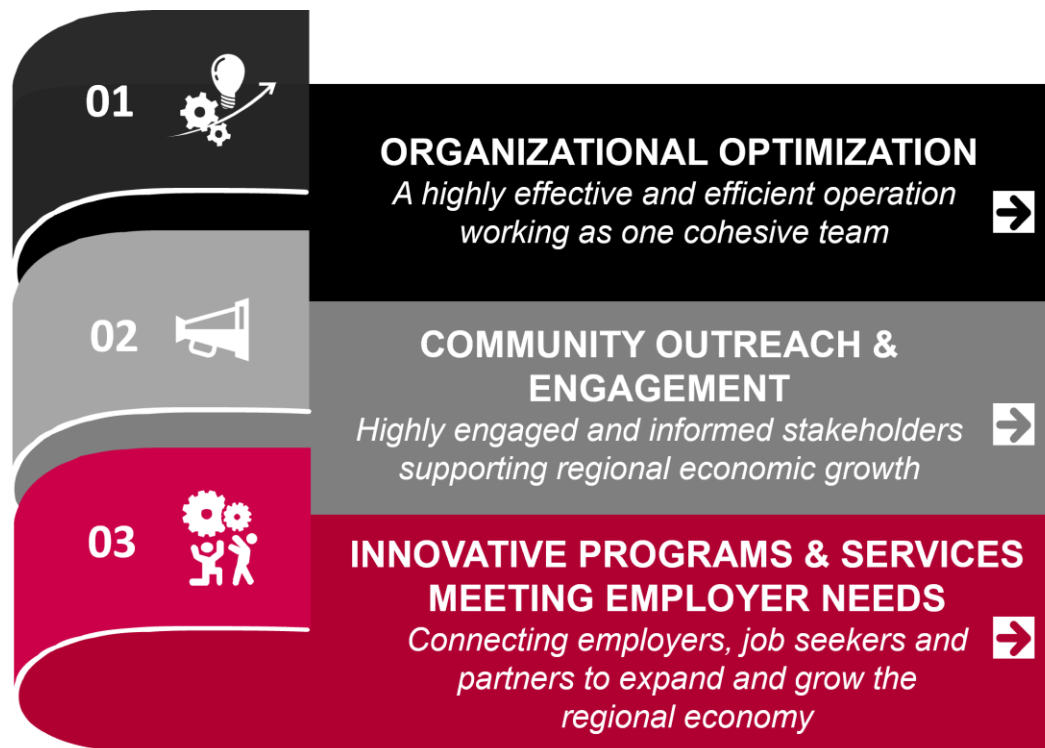 01
ORGANIZATIONAL OPTIMIZATION
A highly effective and efficient operation
working as one cohesive team
02
COMMUNITY OUTREACH &
ENGAGEMENT
Highly engaged and informed stakeholders
supporting regional economic growth
03
INNOVATIVE PROGRAMS & SERVICES
MEETING EMPLOYER NEEDS
Connecting employers, job seekers and
partners to expand and grow the
regional economy